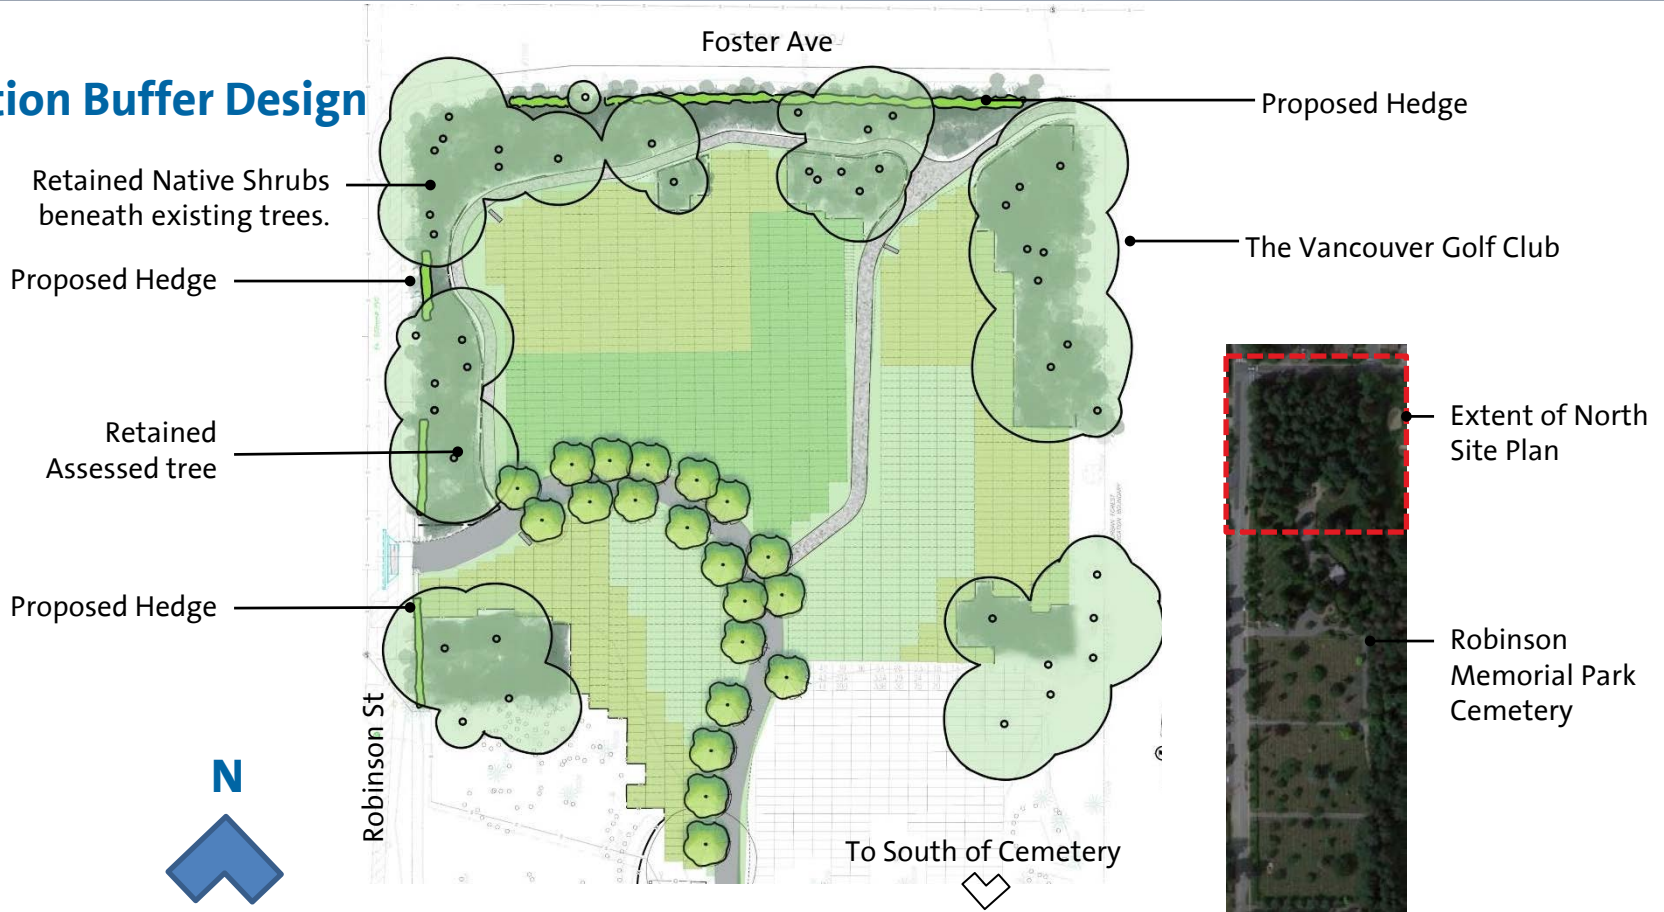 Foster Ave
tion Buffer Design
Proposed Hedge
Retained Native Shrubs
beneath existing trees.
The Vancouver Golf Club
Proposed Hedge
Extent of North
Site Plan
Retained
Assessed tree
Proposed Hedge
Robinson
Memorial Park
Cemetery
Robinson St
N
To South of Cemetery